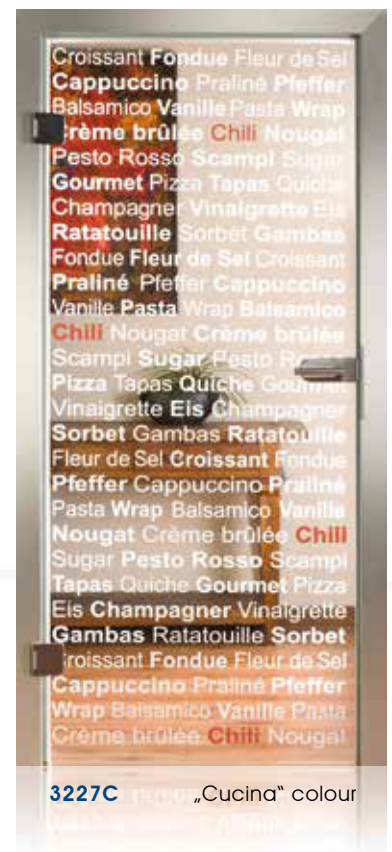 Croissant Fondue Fleur de Sel
Cappuccino Praliné Pfeffer
Balsamico Vanille Pasta Wrap
Crème brûlée Chili Nougat
Pesto Rosso Scampi Sugar
Gourmet Pizza Tapas Quiche
Champagner Vinaigrette Eis
Ratatouille Sorbet Gambas
Fondue Fleur de Sel Croissant
Praliné Pfeffer Cappuccino
Vanille Pasta Wrap Balsamico
Chili Nougat Crème brûlée
Scampi Sugar Pesto Rosso
Pizza Tapas Quiche Gourmet
Vinaigrette Eis Champagner
Sorbet Gambas Ratatouille
Fleur de Sel Croissant Fondue
Pfeffer Cappuccino Praliné
Pasta Wrap Balsamico Vanille
Nougat Crème brûlée Chili
Sugar Pesto Rosso Scampi
Tapas Quiche Gourmet Pizza
Eis Champagner Vinaigrette
Gambas Ratatouille Sorbet
Croissant Fondue Fleur de Sel
Cappuccino Praliné Pfeffer
Wrap Balsamico Vanille Pasta
Crème brûlée Chili Nougat
3227C „Cucina“ colour